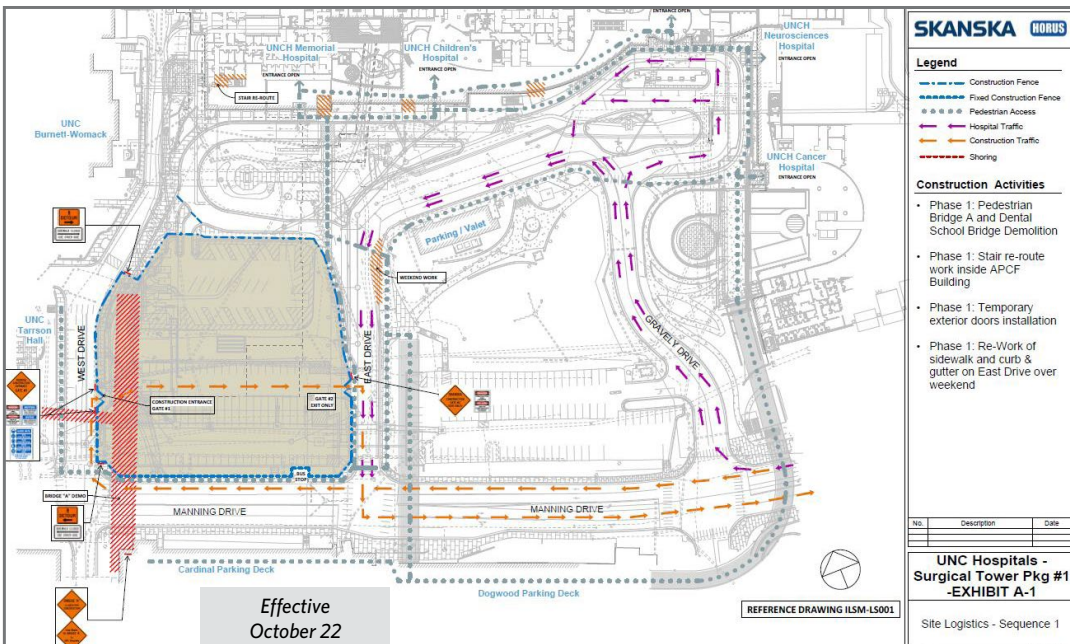 ENTRANCE OPEN
UNCH Memorial
Hospital
ENTRANCE OPEN
UNCH Children's
Hospital
ENTRANCE OPEN
UNCH
Neurosciences
Hospital
STAIR RE-ROUTE
UNC
Burnett-Womack
UNCH Cancer
Hospital
ENTRANCE OPEN
DETOUR
Parking / Valet
WEEKEND WORK
UNC
Tarrson
Hall
WEST DRIVE
EAST DRIVE
GRAVELY DRIVE
CONSTRUCTION ENTRANCE
GATE #1
GATE #2
EXIT ONLY
BUS
STOP
BRIDGE "A" DEMO
MANNING DRIVE
MANNING DRIVE
DETOUR
Cardinal Parking Deck
Dogwood Parking Deck
Effective
October 22
REFERENCE DRAWING ILSM-LS001
SKANSKA HORUS
Legend
Construction Fence
Fixed Construction Fence
Pedestrian Access
Hospital Traffic
Construction Traffic
Shoring
Construction Activities
• Phase 1: Pedestrian
Bridge A and Dental
School Bridge Demolition
• Phase 1: Stair re-route
work inside APCF
Building
• Phase 1: Temporary
exterior doors installation
• Phase 1: Re-Work of
sidewalk and curb &
gutter on East Drive over
weekend
No. Description Date
UNC Hospitals -
Surgical Tower Pkg #1
-EXHIBIT A-1
Site Logistics - Sequence 1